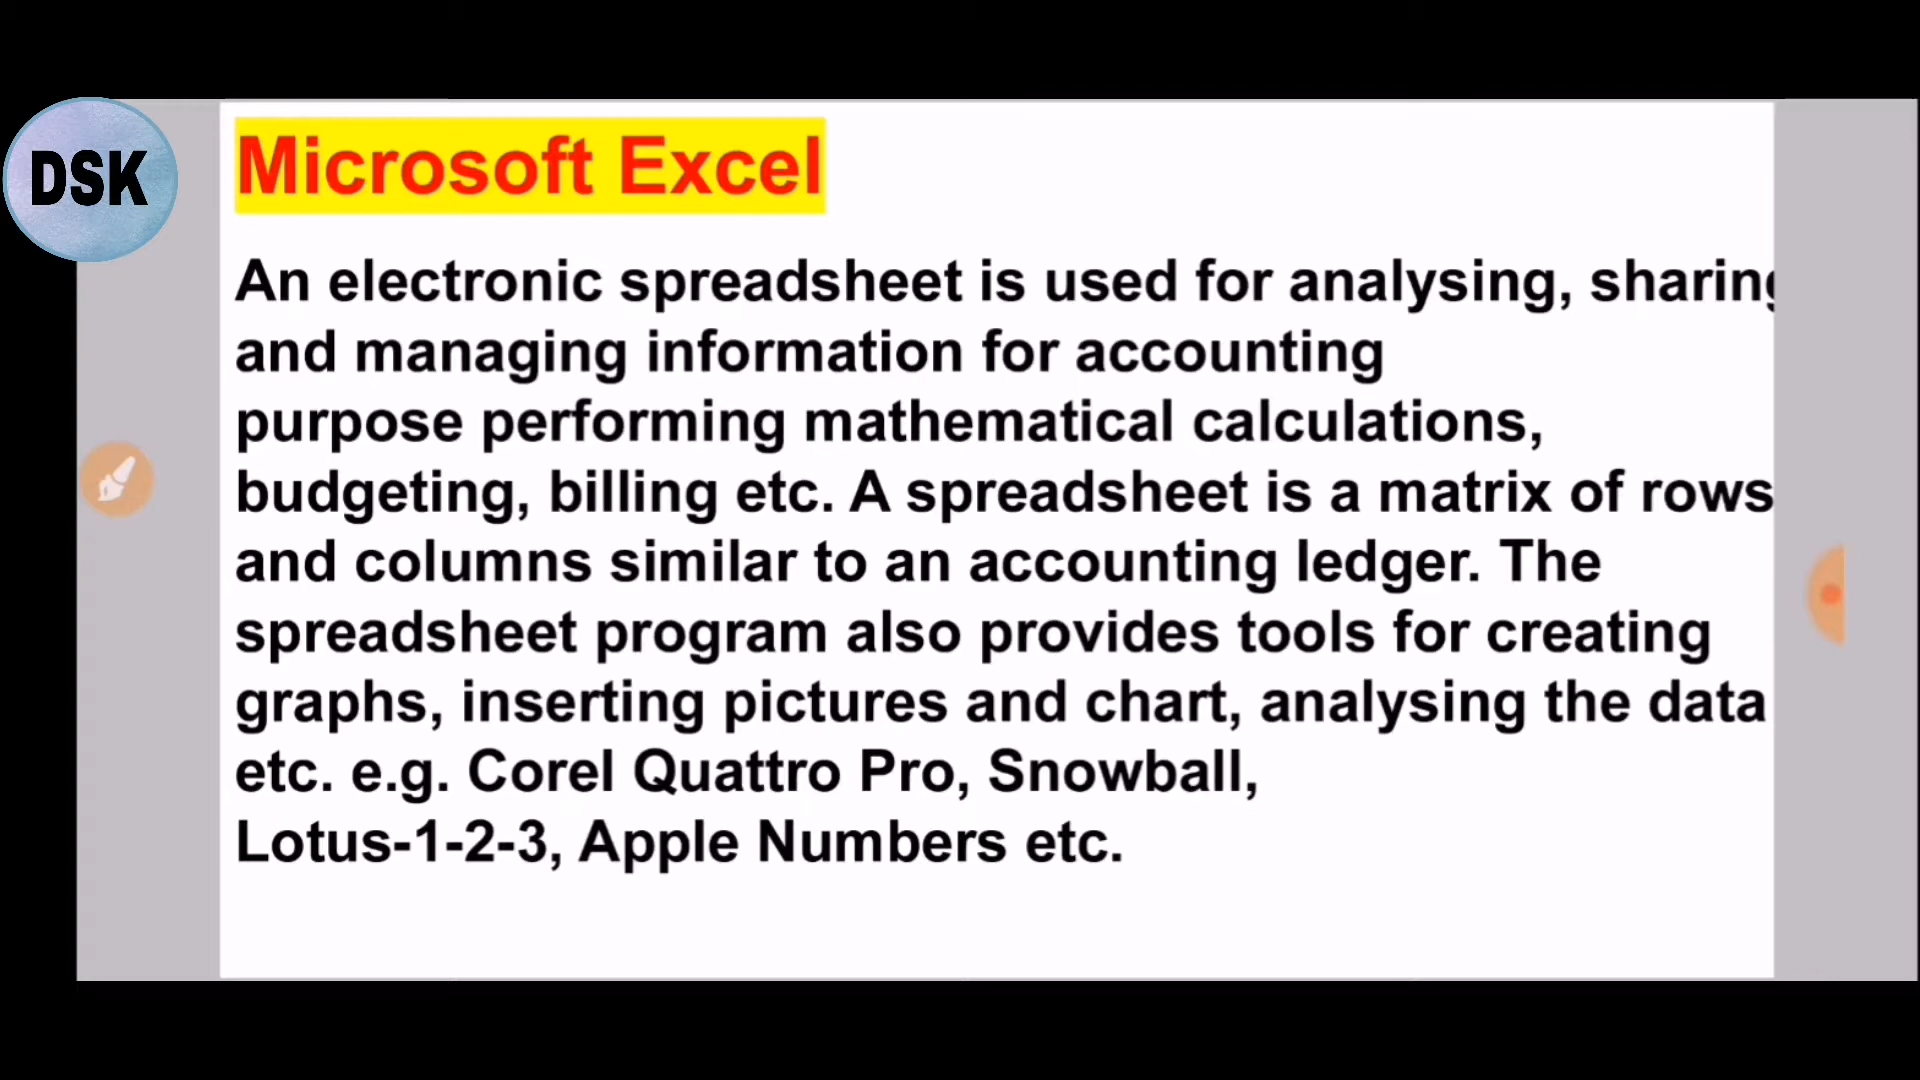 DSK
Microsoft Excel
An electronic spreadsheet is used for analysing, sharing
and managing information for accounting
purpose performing mathematical calculations,
budgeting, billing etc. A spreadsheet is a matrix of rows
and columns similar to an accounting ledger. The
spreadsheet program also provides tools for creating
graphs, inserting pictures and chart, analysing the data
etc. e.g. Corel Quattro Pro, Snowball,
Lotus-1-2-3, Apple Numbers etc.